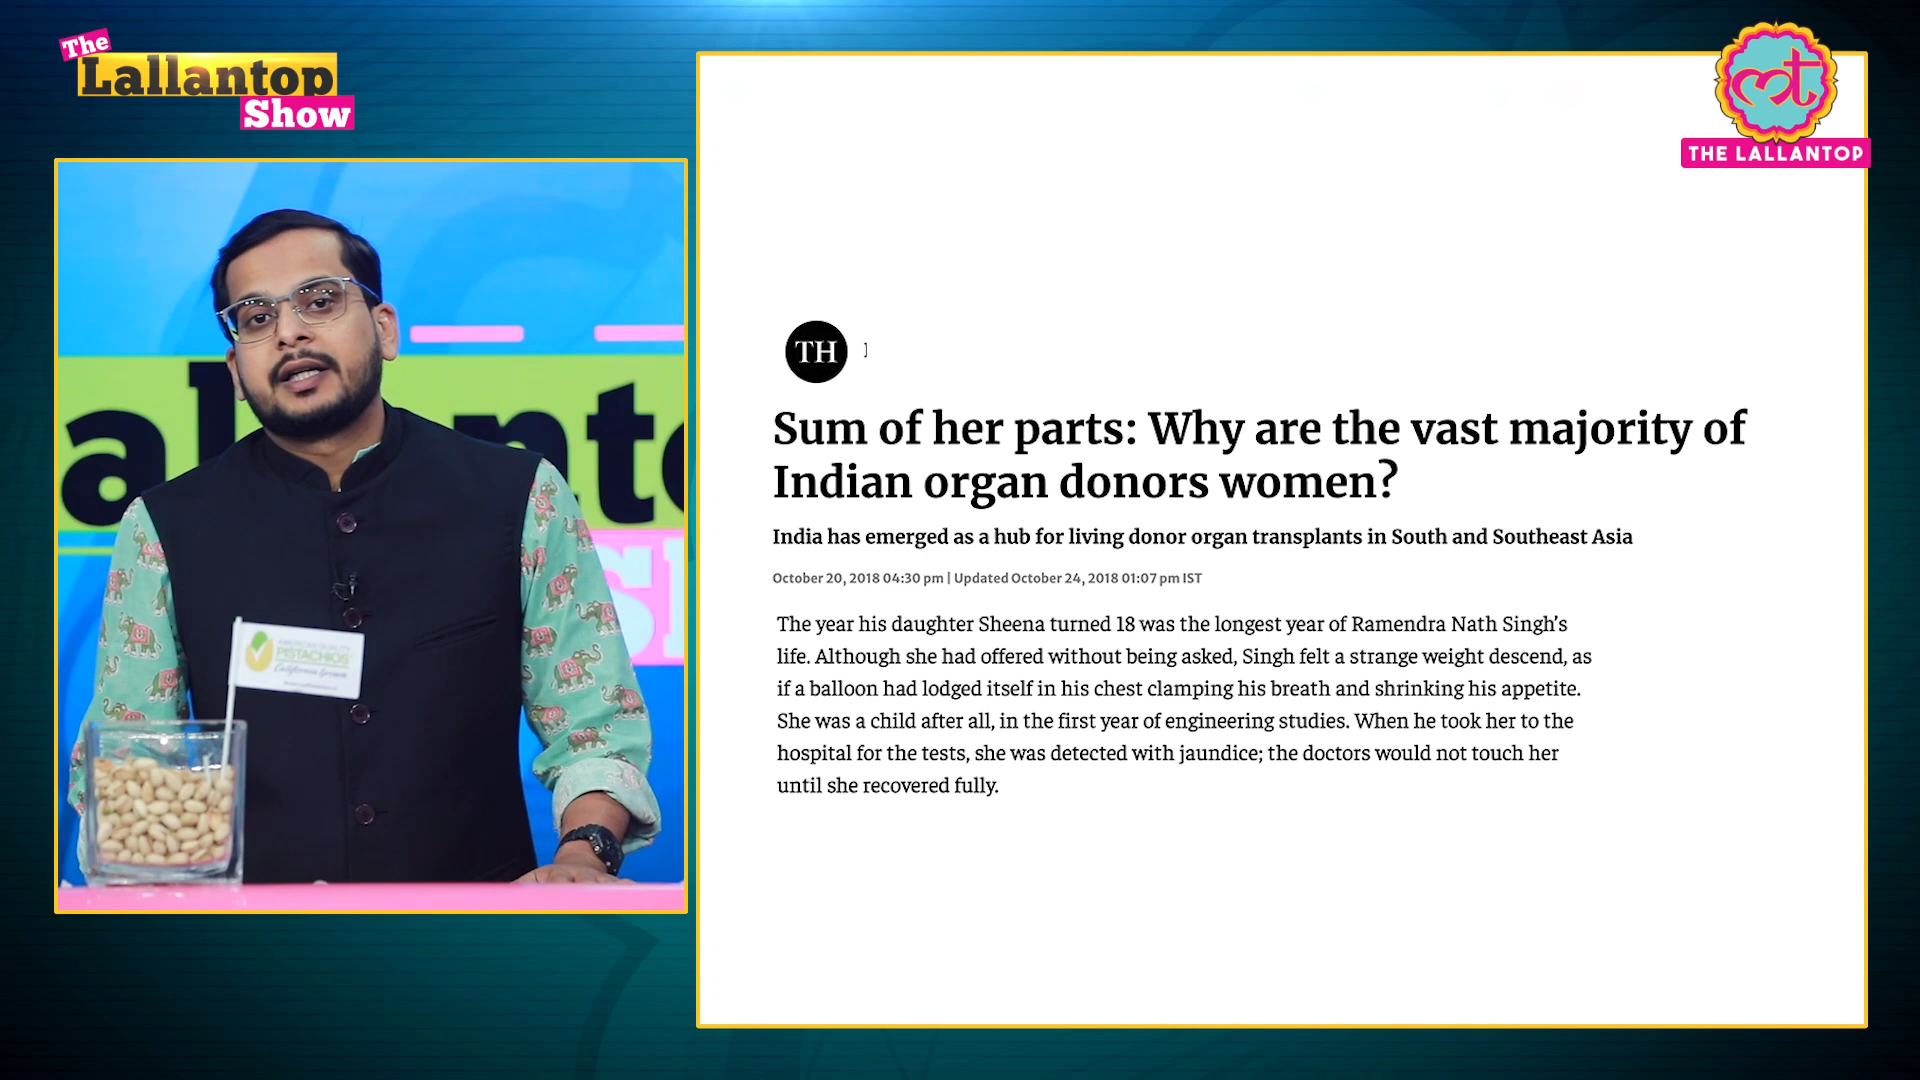 The
Lallantop
Show
THE LALLANTOP
TH
Sum of her parts: Why are the vast majority of
Indian organ donors women?
India has emerged as a hub for living donor organ transplants in South and Southeast Asia
October 20, 2018 04:30 pm | Updated October 24, 2018 01:07 pm IST
The year his daughter Sheena turned 18 was the longest year of Ramendra Nath Singh’s
life. Although she had offered without being asked, Singh felt a strange weight descend, as
if a balloon had lodged itself in his chest clamping his breath and shrinking his appetite.
She was a child after all, in the first year of engineering studies. When he took her to the
hospital for the tests, she was detected with jaundice; the doctors would not touch her
until she recovered fully.
AMERICAN QUALITY
PISTACHIOS
California Grown